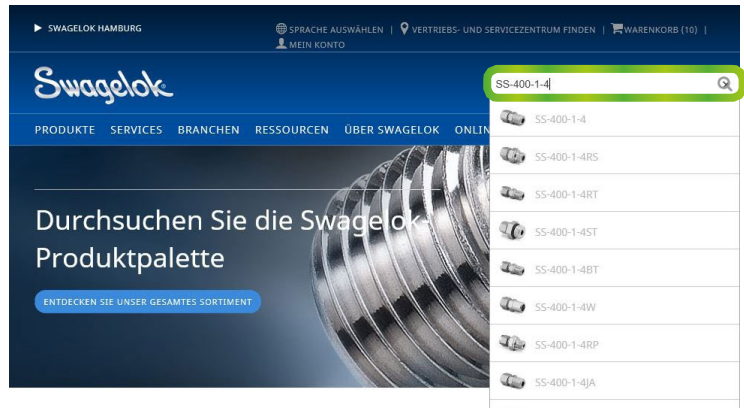 SWAGELOK HAMBURG
SPRACHE AUSWÄHLEN | VERTRIEBS- UND SERVICEZENTRUM FINDEN | WARENKORB (10) |
MEIN KONTO
Swagelok
SS-400-1-4
PRODUKTE SERVICES BRANCHEN RESSOURCEN ÜBER SWAGELOK ONLIN
SS-400-1-4
SS-400-1-4RS
SS-400-1-4RT
SS-400-1-4ST
SS-400-1-4BT
SS-400-1-4W
SS-400-1-4RP
SS-400-1-4JA
Durchsuchen Sie die Swagelok-
Produktpalette
ENTDECKEN SIE UNSER GESAMTES SORTIMENT